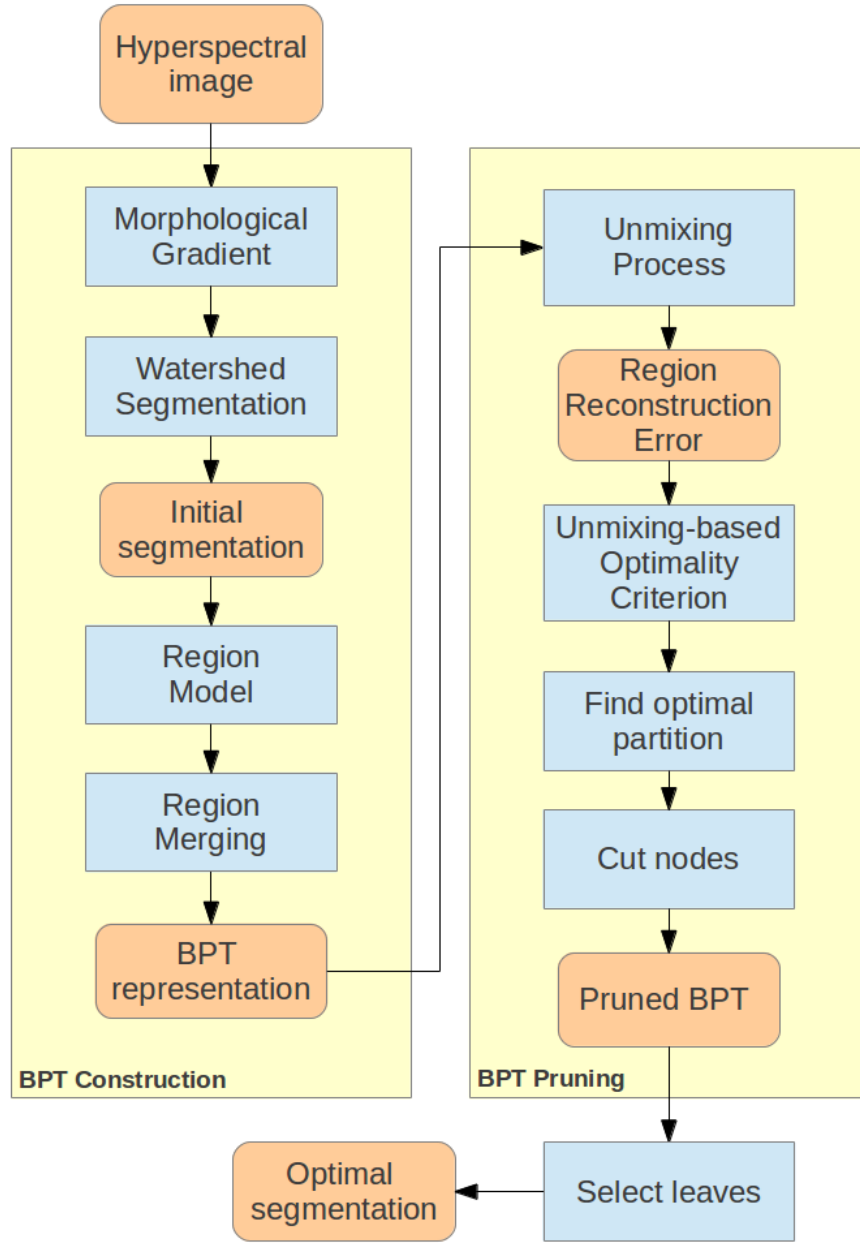 Hyperspectral
image
Morphological
Gradient
Watershed
Segmentation
Initial
segmentation
Region
Model
Region
Merging
BPT
representation
BPT Construction
Unmixing
Process
Region
Reconstruction
Error
Unmixing-based
Optimality
Criterion
Find optimal
partition
Cut nodes
Pruned BPT
BPT Pruning
Select leaves
Optimal
segmentation